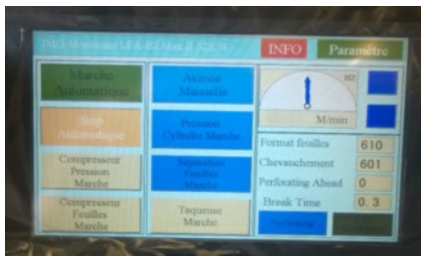 INFO
Paramètre
Marche
Automatique
Stop
Automatique
Compresseur
Pression
Marche
Compresseur
Feuilles
Marche
Manuelle
Pression
Cylindre Marche
Séparation
Feuilles
Marche
Taqueuse
Marche
HZ
M/min
Format feuilles
610
Chevauchement
601
Perforating Ahead
0
Break Time
0. 3